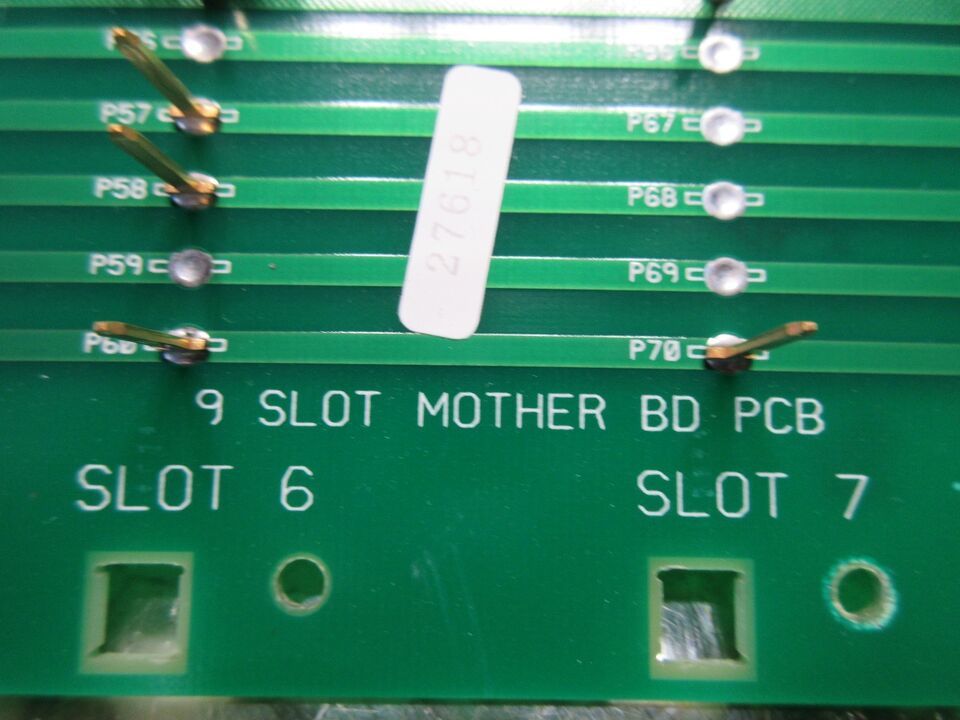 P57
P67
P58
P68
P59
P69
P60
P70
27618
9 SLOT MOTHER BD PCB
SLOT 6
SLOT 7